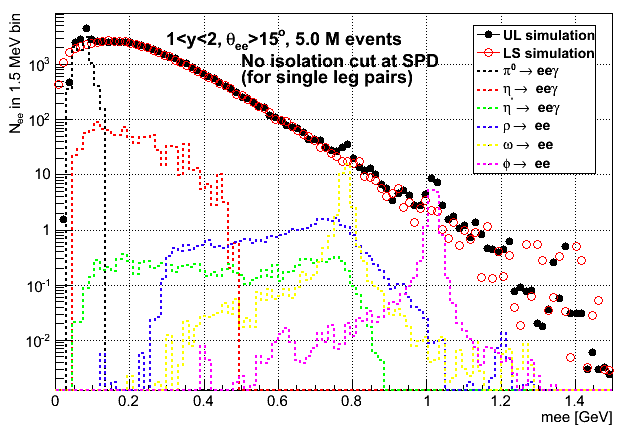 1<y<2, θee>15°, 5.0 M events
No isolation cut at SPD
(for single leg pairs)
UL simulation
LS simulation
π⁰ → eeγ
η → eeγ
η' → eeγ
ρ → ee
ω → ee
ϕ → ee
Nee in 1.5 MeV bin
10³
10²
10
1
10⁻¹
10⁻²
0 0.2 0.4 0.6 0.8 1 1.2 1.4
mee [GeV]